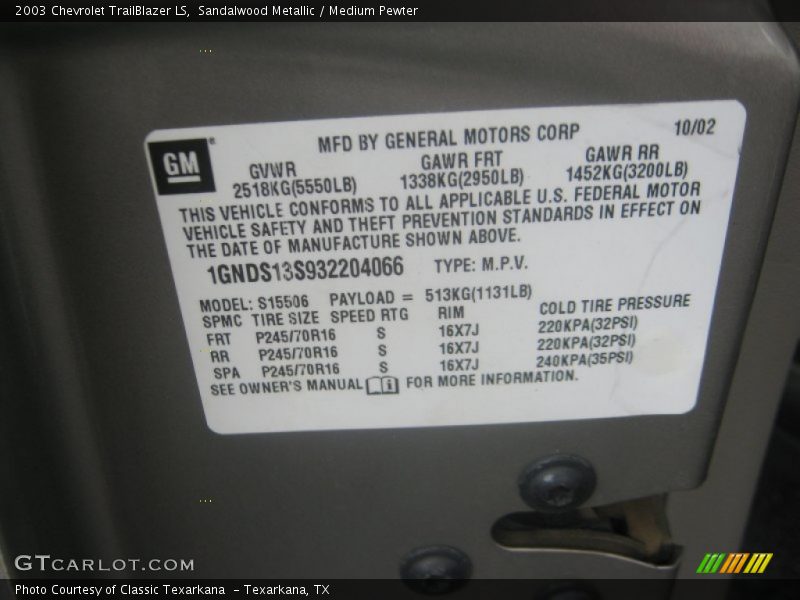 2003 Chevrolet TrailBlazer LS,  Sandalwood Metallic / Medium Pewter
MFD BY GENERAL MOTORS CORP 10/02
GM
GVWR GAWR FRT GAWR RR
2518KG(5550LB) 1338KG(2950LB) 1452KG(3200LB)
THIS VEHICLE CONFORMS TO ALL APPLICABLE U.S. FEDERAL MOTOR
VEHICLE SAFETY AND THEFT PREVENTION STANDARDS IN EFFECT ON
THE DATE OF MANUFACTURE SHOWN ABOVE.
1GNDS13S932204066 TYPE: M.P.V.
MODEL: S15506 PAYLOAD = 513KG(1131LB)
SPMC TIRE SIZE SPEED RTG RIM COLD TIRE PRESSURE
FRT P245/70R16 S 16X7J 220KPA(32PSI)
RR P245/70R16 S 16X7J 220KPA(32PSI)
SPA P245/70R16 S 16X7J 240KPA(35PSI)
SEE OWNER'S MANUAL FOR MORE INFORMATION.
GTCARLOT.COM
Photo Courtesy of Classic Texarkana  - Texarkana, TX